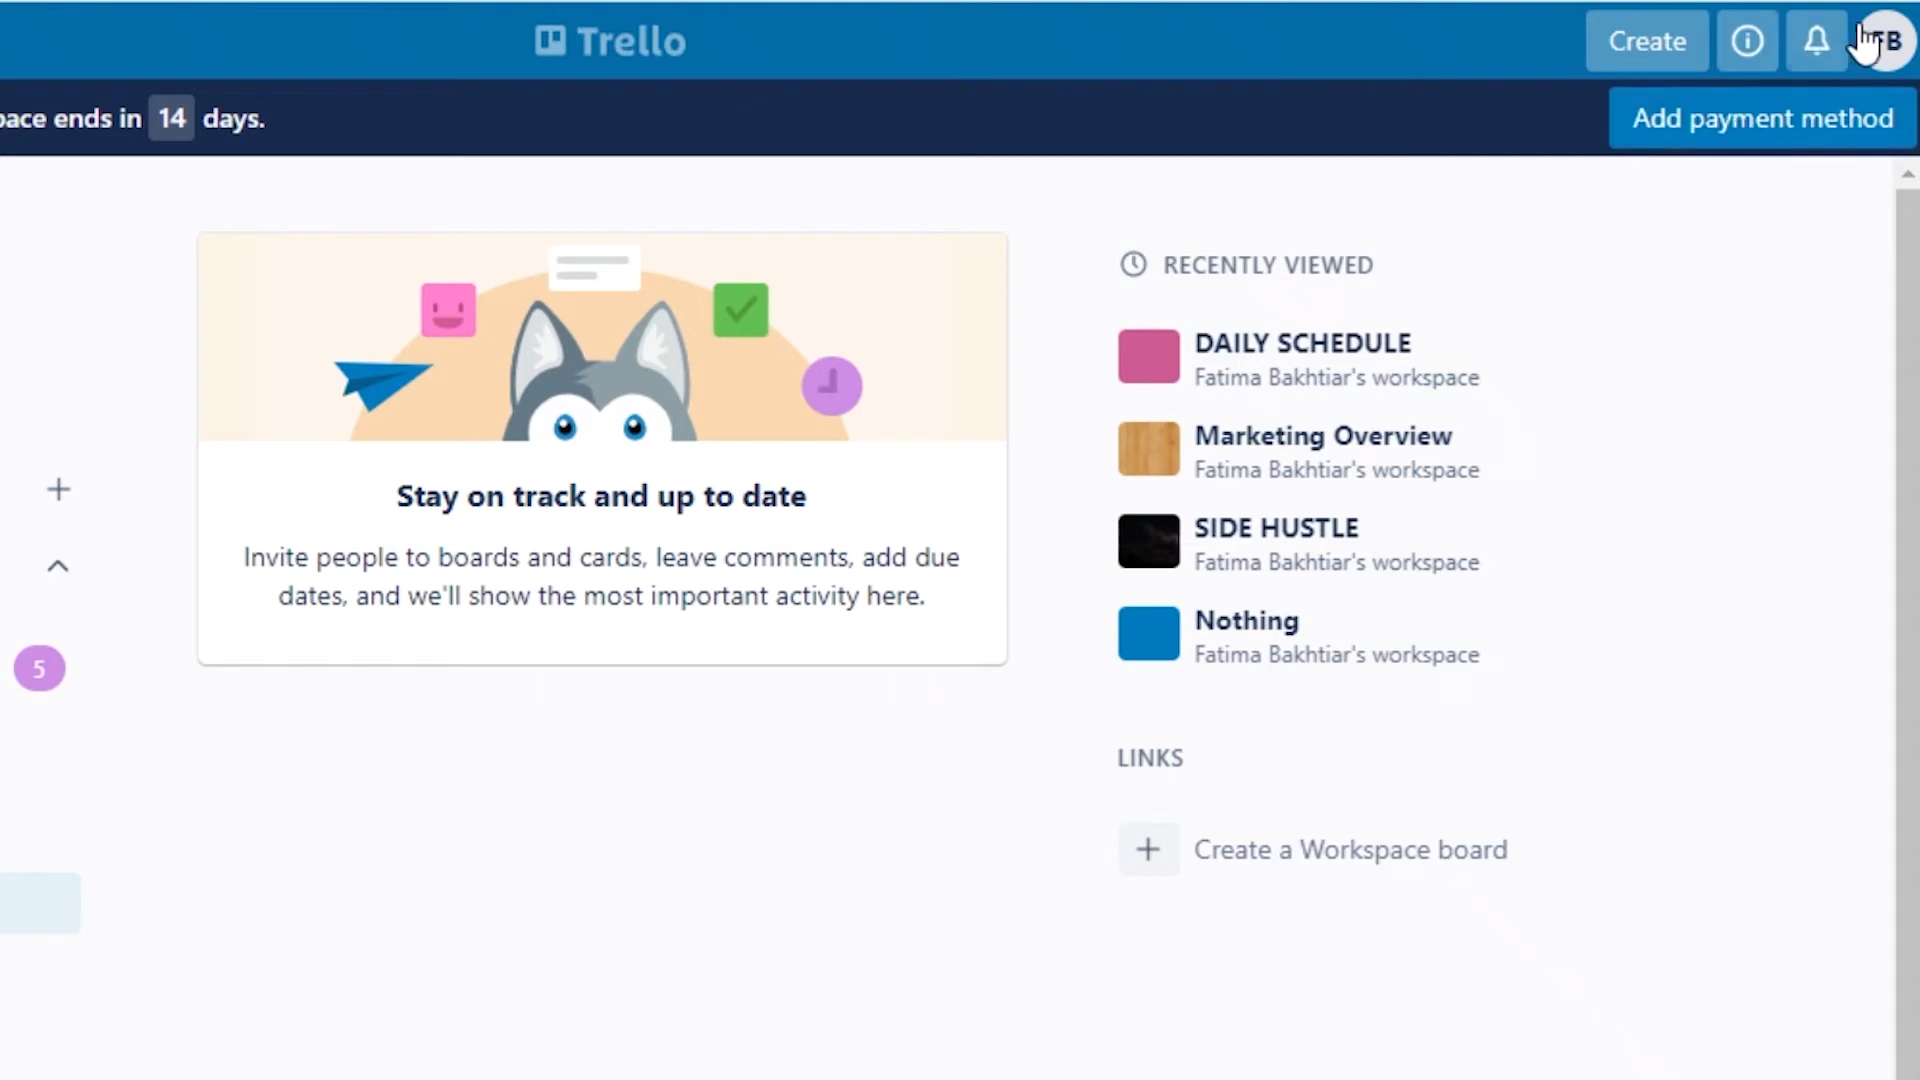 Trello
Create
B
ends in 14 days.
Add payment method
Stay on track and up to date
Invite people to boards and cards, leave comments, add due
dates, and we'll show the most important activity here.
5
RECENTLY VIEWED
DAILY SCHEDULE
Fatima Bakhtiar's workspace
Marketing Overview
Fatima Bakhtiar's workspace
SIDE HUSTLE
Fatima Bakhtiar's workspace
Nothing
Fatima Bakhtiar's workspace
LINKS
Create a Workspace board